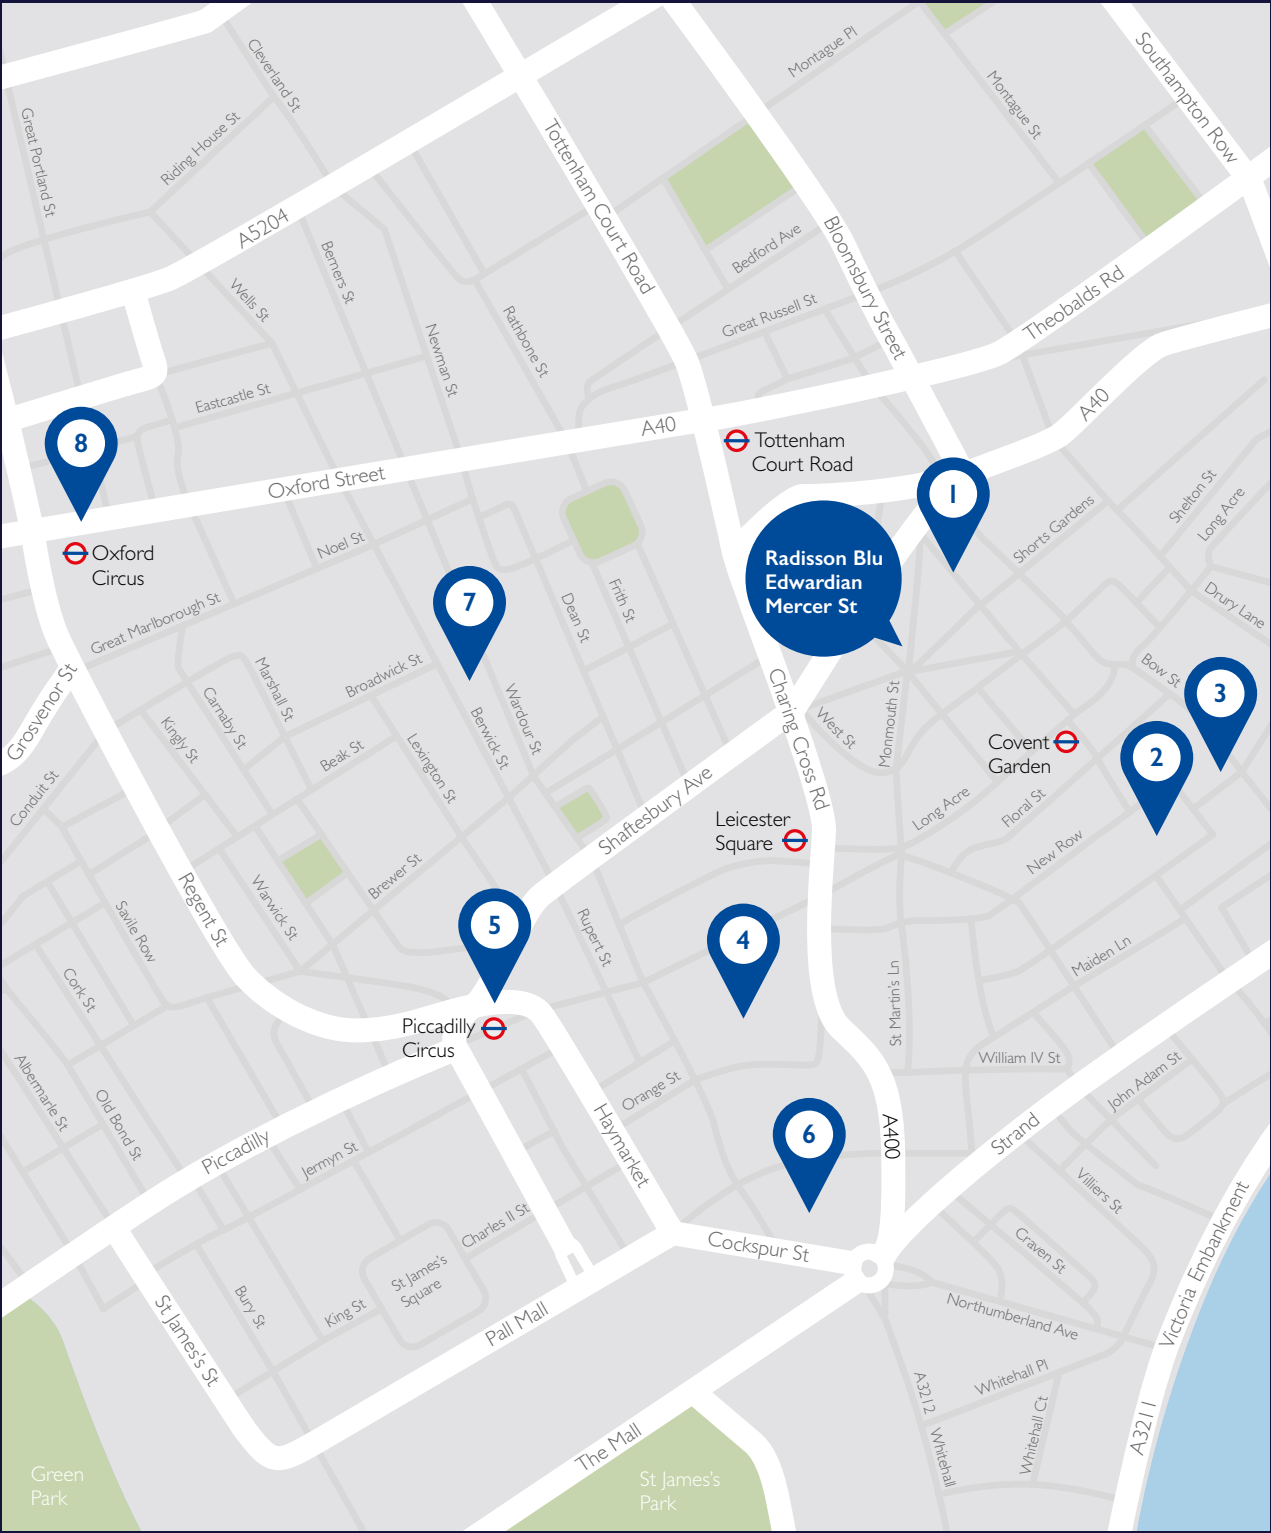 Cleverland St
Montague Pl
Southampton Row
Montague St
Great Portland St
Riding House St
Tottenham Court Road
A5204
Bedford Ave
Bloomsbury Street
Berners St
Wells St
Great Russell St
Theobalds Rd
Rathbone St
Newman St
Eastcastle St
A40
A40
8
Tottenham
Court Road
Oxford Street
1
Shelton St
Long Acre
Shorts Gardens
Noel St
Oxford
Circus
Radisson Blu
Edwardian
Mercer St
7
Frith St
Dean St
Drury Lane
Great Marlborough St
Bow St
3
Broadwick St
Marshall St
Grosvenor St
Carnaby St
Kingly St
Wardour St
Berwick St
Charing Cross Rd
West St
Monmouth St
Covent
Garden
2
Beak St
Lexington St
Conduit St
Shaftesbury Ave
Long Acre
Floral St
New Row
Leicester
Square
Brewer St
Regent St
Warwick St
5
4
Rupert St
Savile Row
Maiden Ln
Cork St
St Martin's Ln
Piccadilly
Circus
William IV St
John Adam St
Albermarle St
Old Bond St
Orange St
Haymarket
6
A400
Strand
Piccadilly
Jermyn St
Villiers St
Charles II St
Cockspur St
Craven St
Victoria Embankment
St James's
Square
Bury St
King St
Pall Mall
St James's St
Northumberland Ave
Whitehall Pl
A3212
Whitehall Ct
Whitehall
A3211
The Mall
Green
Park
St James's
Park